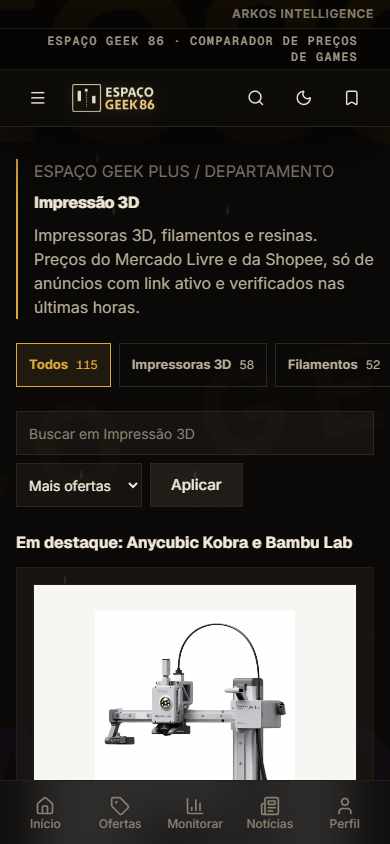 ARKOS INTELLIGENCE
ESPAÇO GEEK 86 · COMPARADOR DE PREÇOS
DE GAMES
ESPAÇO
GEEK86
ESPAÇO GEEK PLUS / DEPARTAMENTO
Impressão 3D
Impressoras 3D, filamentos e resinas.
Preços do Mercado Livre e da Shopee, só de
anúncios com link ativo e verificados nas
últimas horas.
Todos 115
Impressoras 3D 58
Filamentos 52
Buscar em Impressão 3D
Mais ofertas
Aplicar
Em destaque: Anycubic Kobra e Bambu Lab
Início
Ofertas
Monitorar
Notícias
Perfil